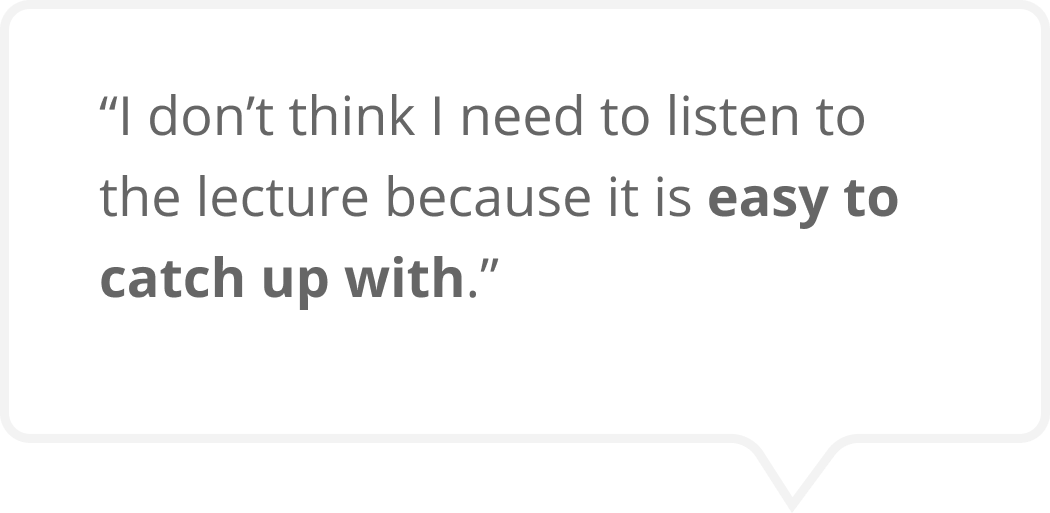 “I don’t think I need to listen to
the lecture because it is easy to
catch up with.”